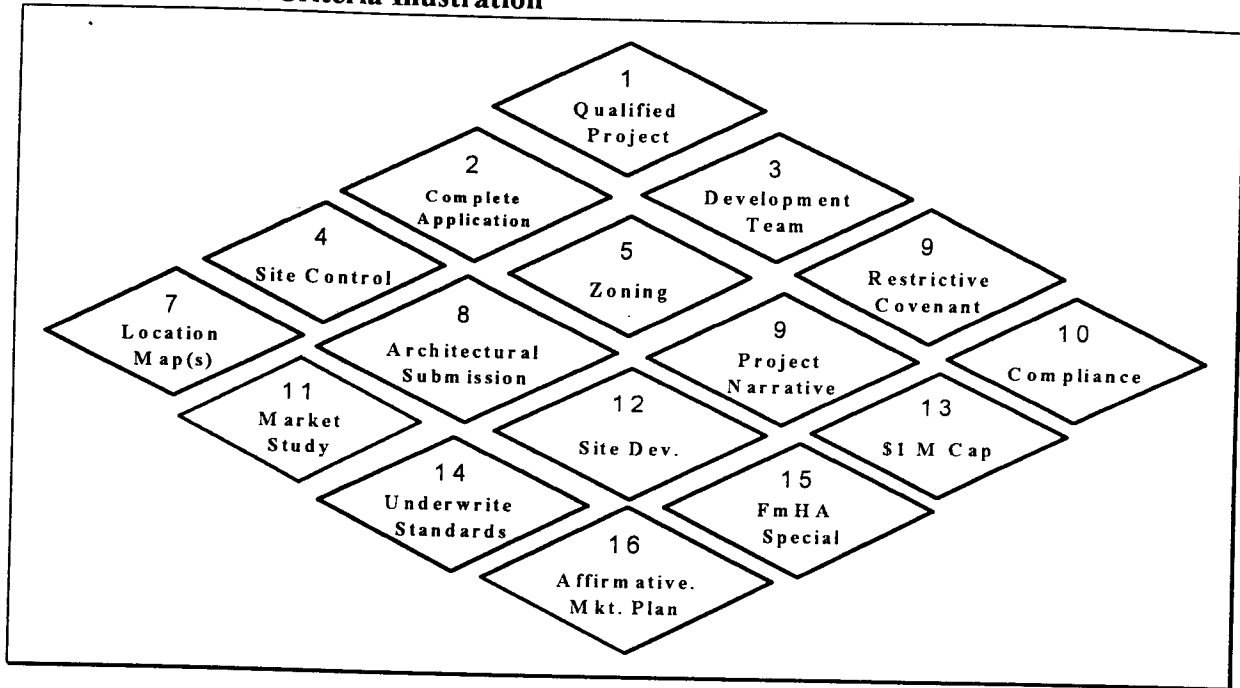 Criteria Illustration
1
Qualified
Project
2
Complete
Application
3
Development
Team
4
Site Control
5
Zoning
9
Restrictive
Covenant
7
Location
Map(s)
8
Architectural
Submission
9
Project
Narrative
10
Compliance
11
Market
Study
12
Site Dev.
13
$1 M Cap
14
Underwrite
Standards
15
FmHA
Special
16
Affirmative.
Mkt. Plan